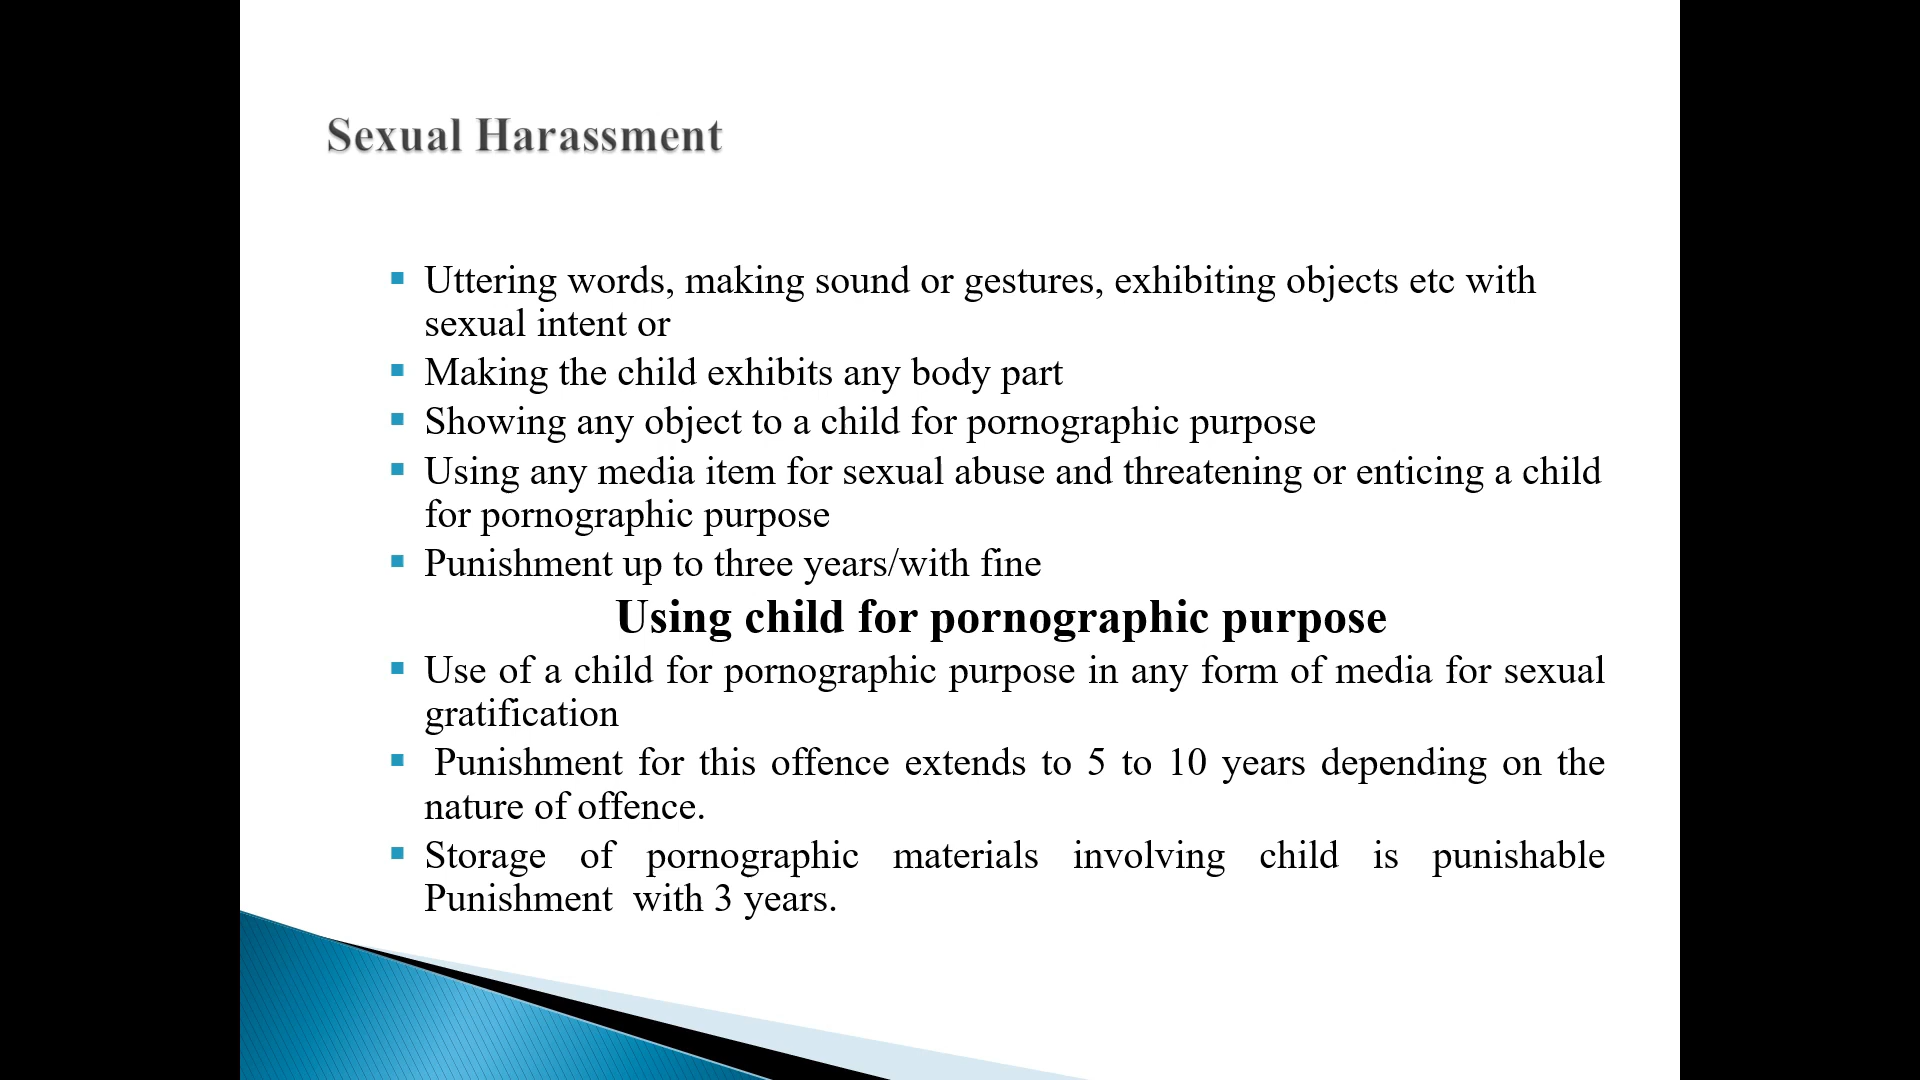 Sexual Harassment
Uttering words, making sound or gestures, exhibiting objects etc with
sexual intent or
Making the child exhibits any body part
Showing any object to a child for pornographic purpose
Using any media item for sexual abuse and threatening or enticing a child
for pornographic purpose
Punishment up to three years/with fine
Using child for pornographic purpose
Use of a child for pornographic purpose in any form of media for sexual
gratification
Punishment for this offence extends to 5 to 10 years depending on the
nature of offence.
Storage of pornographic materials involving child is punishable
Punishment  with 3 years.